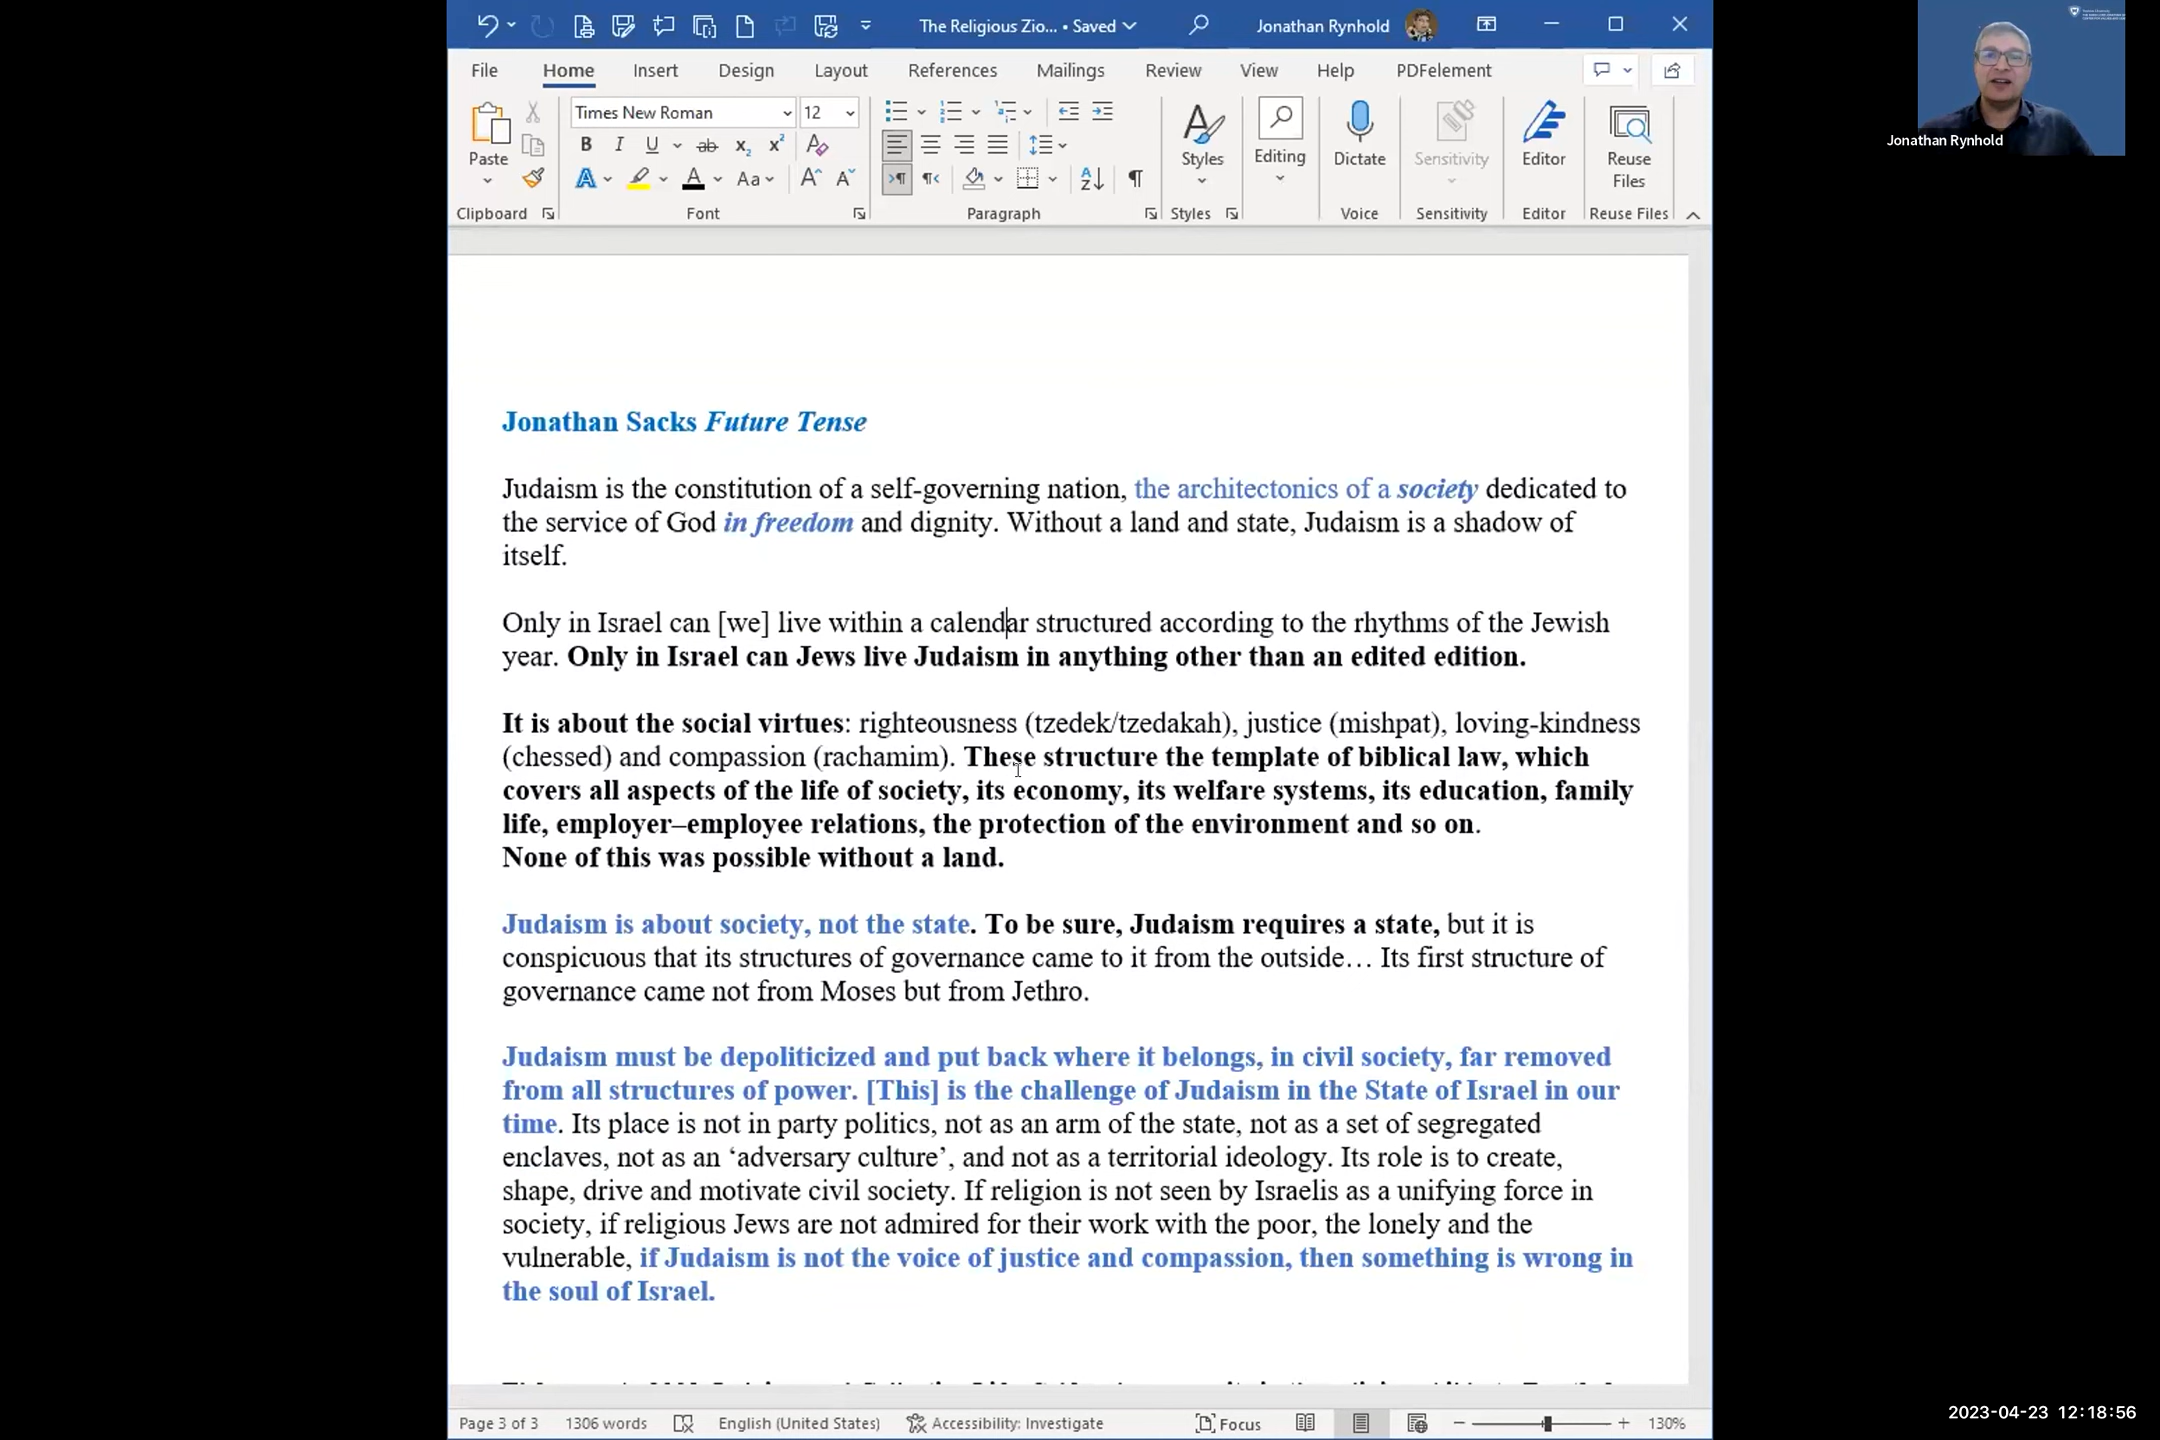 The Religious Zio... • Saved
Jonathan Rynhold
File Home Insert Design Layout References Mailings Review View Help PDFelement
Times New Roman 12
Paste
Styles Editing Dictate Sensitivity Editor Reuse
Files
Clipboard Font Paragraph Styles Voice Sensitivity Editor Reuse Files
Jonathan Rynhold
Jonathan Sacks Future Tense
Judaism is the constitution of a self-governing nation, the architectonics of a society dedicated to
the service of God in freedom and dignity. Without a land and state, Judaism is a shadow of
itself.
Only in Israel can [we] live within a calendar structured according to the rhythms of the Jewish
year. Only in Israel can Jews live Judaism in anything other than an edited edition.
It is about the social virtues: righteousness (tzedek/tzedakah), justice (mishpat), loving-kindness
(chessed) and compassion (rachamim). These structure the template of biblical law, which
covers all aspects of the life of society, its economy, its welfare systems, its education, family
life, employer–employee relations, the protection of the environment and so on.
None of this was possible without a land.
Judaism is about society, not the state. To be sure, Judaism requires a state, but it is
conspicuous that its structures of governance came to it from the outside… Its first structure of
governance came not from Moses but from Jethro.
Judaism must be depoliticized and put back where it belongs, in civil society, far removed
from all structures of power. [This] is the challenge of Judaism in the State of Israel in our
time. Its place is not in party politics, not as an arm of the state, not as a set of segregated
enclaves, not as an ‘adversary culture’, and not as a territorial ideology. Its role is to create,
shape, drive and motivate civil society. If religion is not seen by Israelis as a unifying force in
society, if religious Jews are not admired for their work with the poor, the lonely and the
vulnerable, if Judaism is not the voice of justice and compassion, then something is wrong in
the soul of Israel.
Page 3 of 3 1306 words English (United States) Accessibility: Investigate Focus 130%
2023-04-23 12:18:56